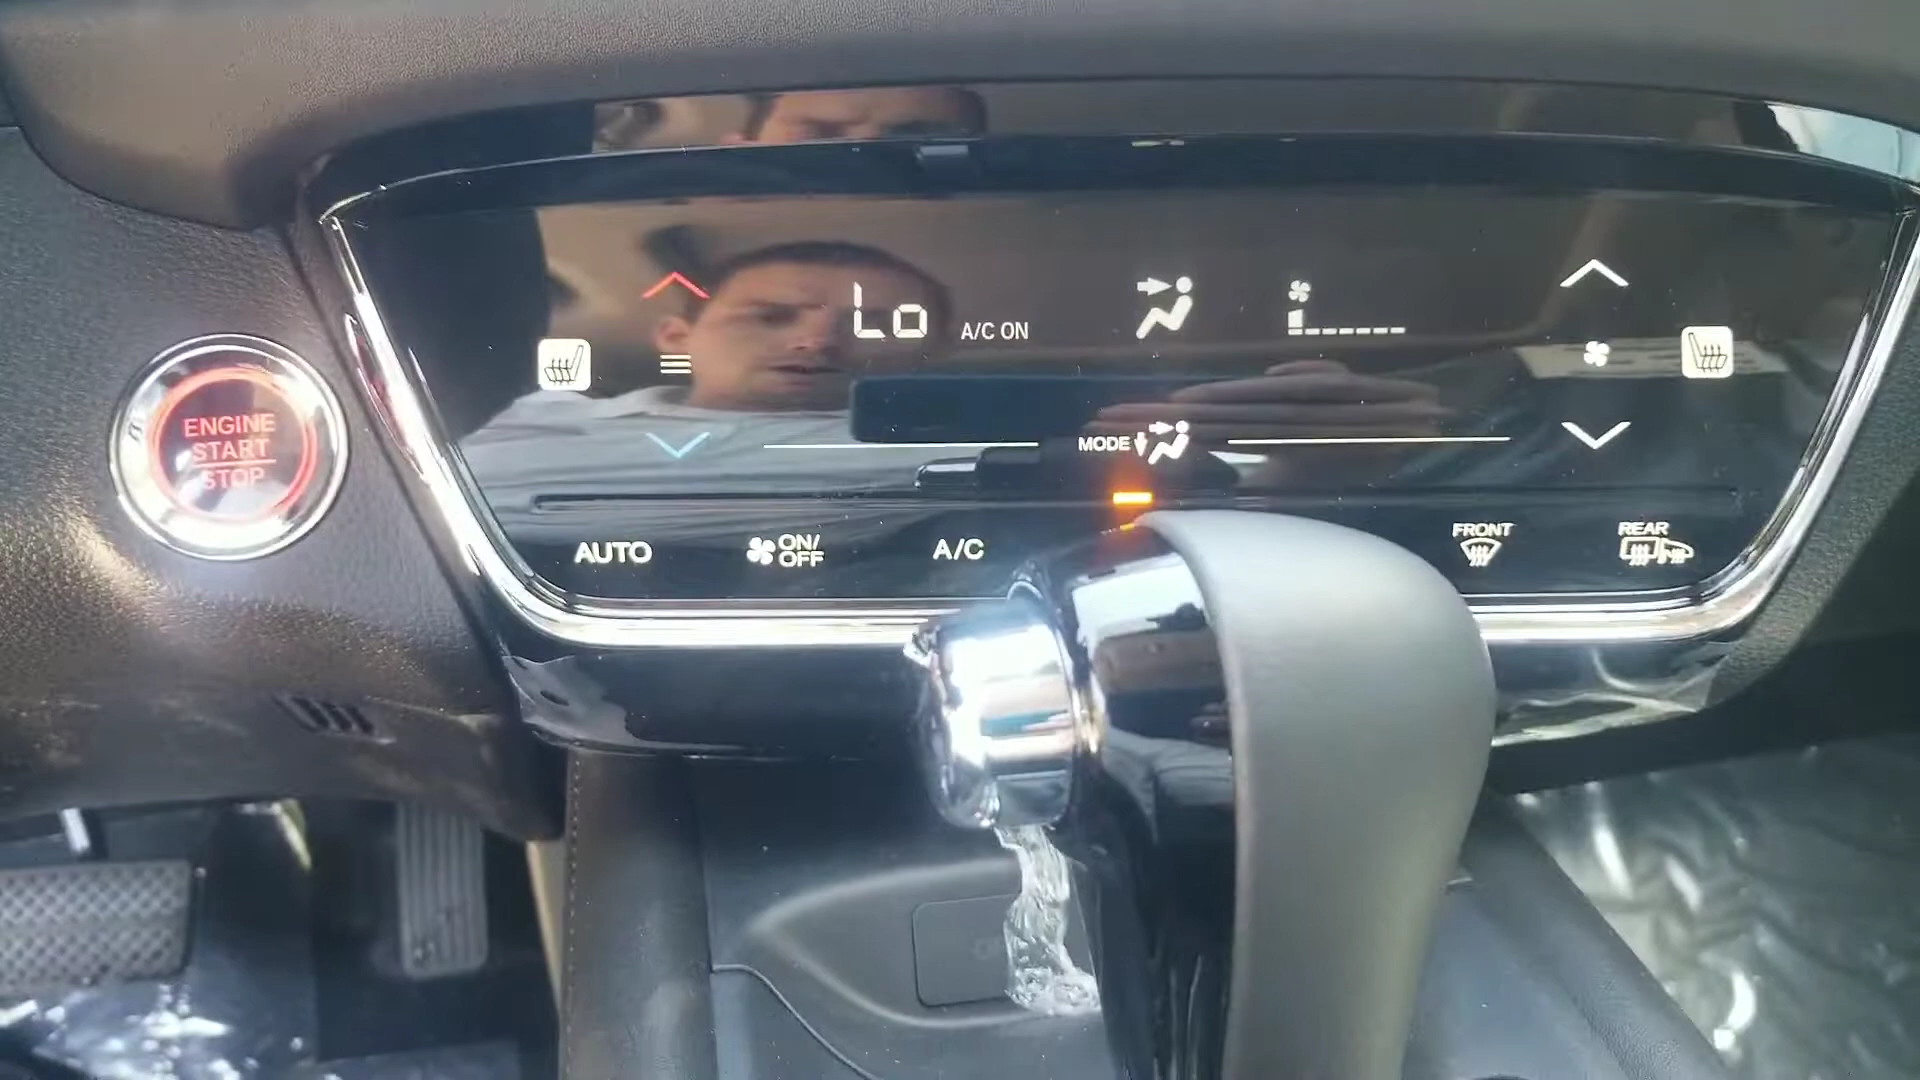 ENGINE
START
STOP
Lo
A/C ON
MODE
AUTO
ON/
OFF
A/C
FRONT
REAR